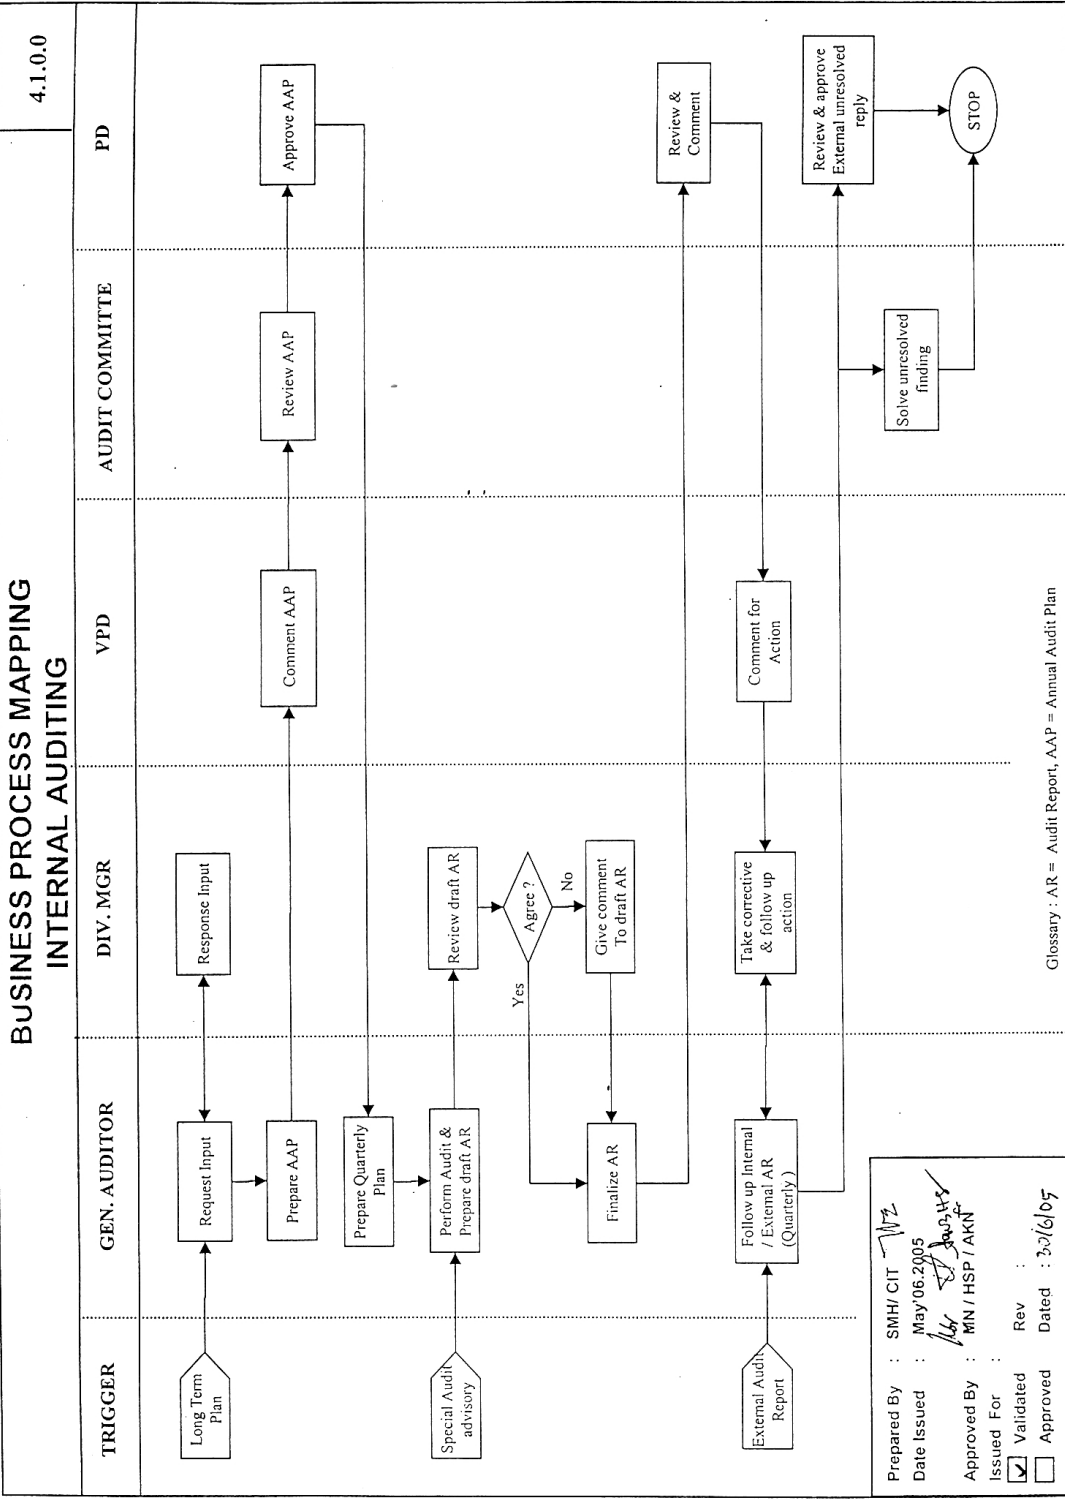 BUSINESS PROCESS MAPPING
INTERNAL AUDITING
4.1.0.0
TRIGGER
GEN. AUDITOR
DIV. MGR
VPD
AUDIT COMMITTE
PD
Long Term
Plan
Request Input
Response Input
Prepare AAP
Comment AAP
Review AAP
Approve AAP
Prepare Quarterly
Plan
Special Audit
advisory
Perform Audit &
Prepare draft AR
Review draft AR
Agree ?
Yes
No
Give comment
To draft AR
Finalize AR
Review &
Comment
External Audit
Report
Follow up Internal
/ External AR
(Quarterly)
Take corrective
& follow up
action
Comment for
Action
Review & approve
External unresolved
reply
Solve unresolved
finding
STOP
Prepared By : SMH/ CIT
Date Issued : May'06.2005
Approved By : MN / HSP / AKN
Issued For :
Validated Rev :
Approved Dated : 30/6/05
Glossary : AR = Audit Report, AAP = Annual Audit Plan